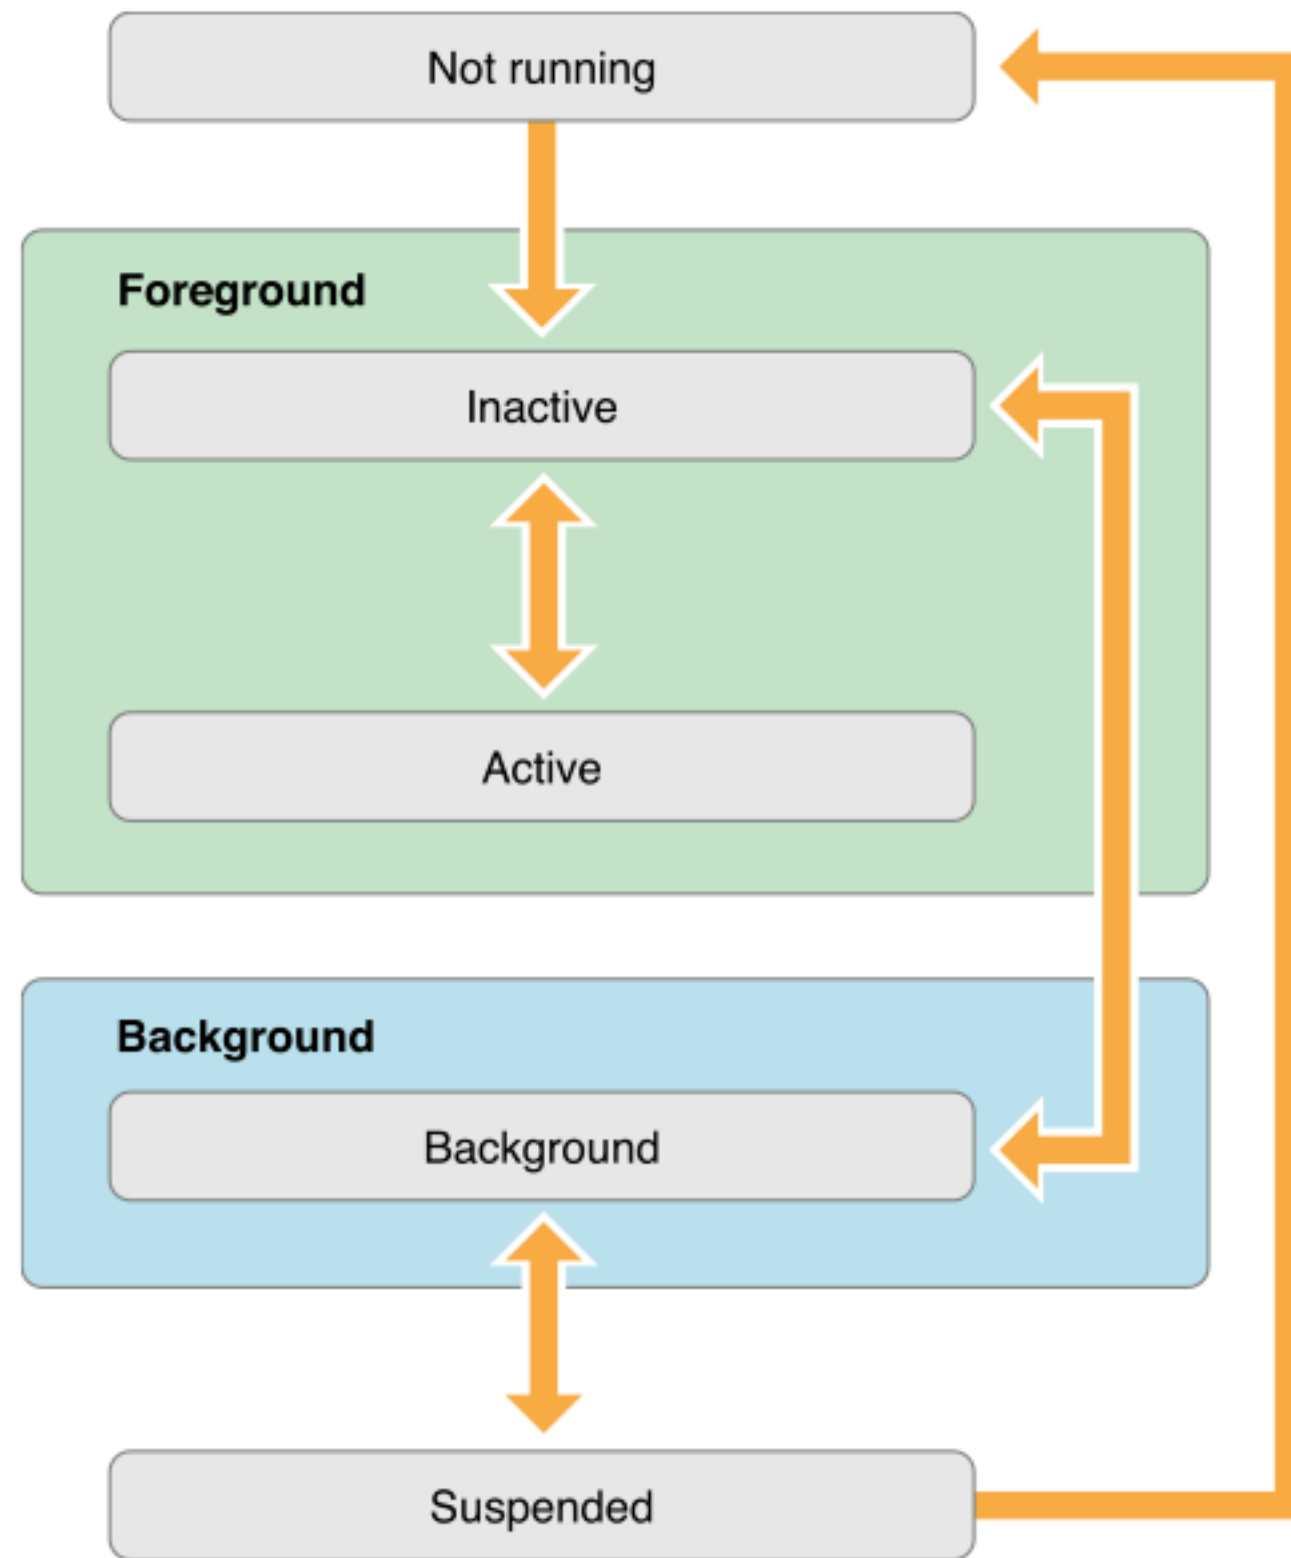 Not running
Foreground
Inactive
Active
Background
Background
Suspended